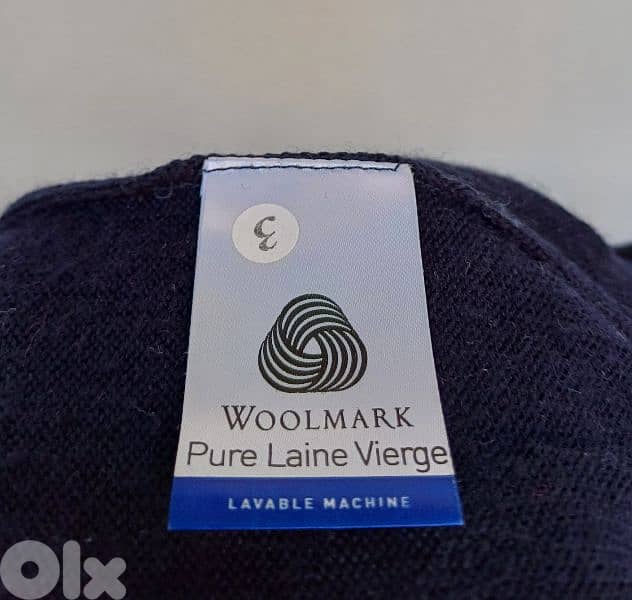 WOOLMARK
Pure Laine Vierge
LAVABLE MACHINE
Olx